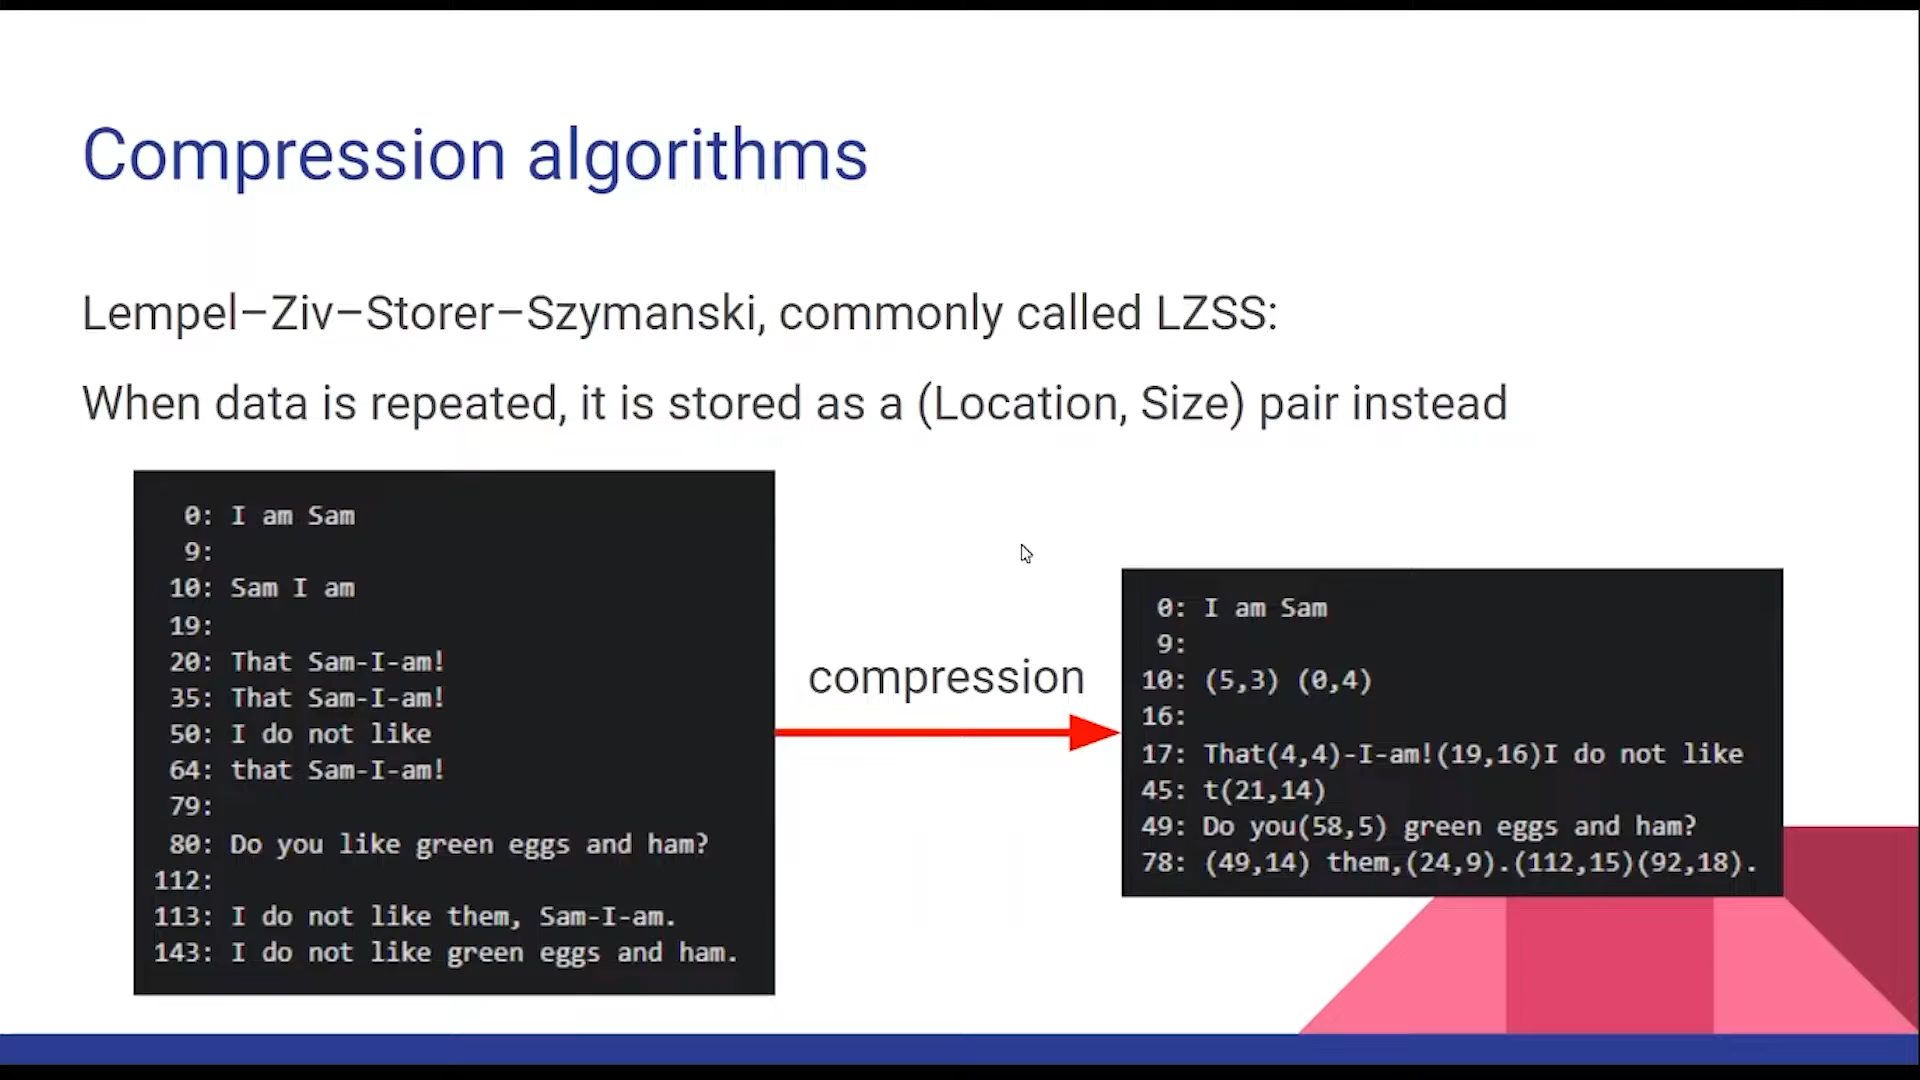 Compression algorithms
Lempel–Ziv–Storer–Szymanski, commonly called LZSS:
When data is repeated, it is stored as a (Location, Size) pair instead
0: I am Sam
9:
10: Sam I am
19:
20: That Sam-I-am!
35: That Sam-I-am!
50: I do not like
64: that Sam-I-am!
79:
80: Do you like green eggs and ham?
112:
113: I do not like them, Sam-I-am.
143: I do not like green eggs and ham.
compression
0: I am Sam
9:
10: (5,3) (0,4)
16:
17: That(4,4)-I-am!(19,16)I do not like
45: t(21,14)
49: Do you(58,5) green eggs and ham?
78: (49,14) them,(24,9).(112,15)(92,18).